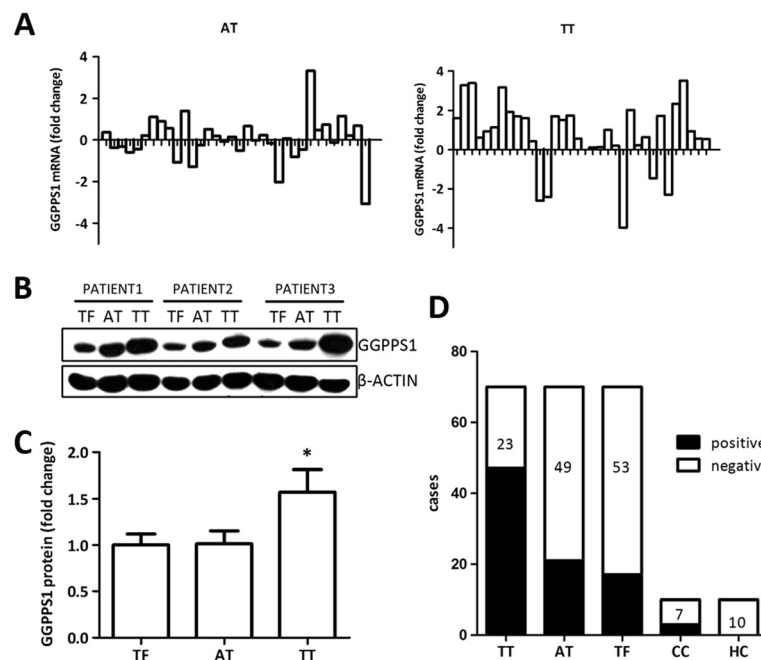 A
AT
TT
GGPPS1 mRNA (fold change)
4
2
0
-2
-4
GGPPS1 mRNA (fold change)
4
2
0
-2
-4
B
PATIENT1 PATIENT2 PATIENT3
TF AT TT TF AT TT TF AT TT
GGPPS1
β-ACTIN
C
GGPPS1 protein (fold change)
2.0
1.5
1.0
0.5
0.0
*
TF AT TT
D
cases
80
60
40
20
0
23
49
53
7
10
positive
negativ
TT AT TF CC HC